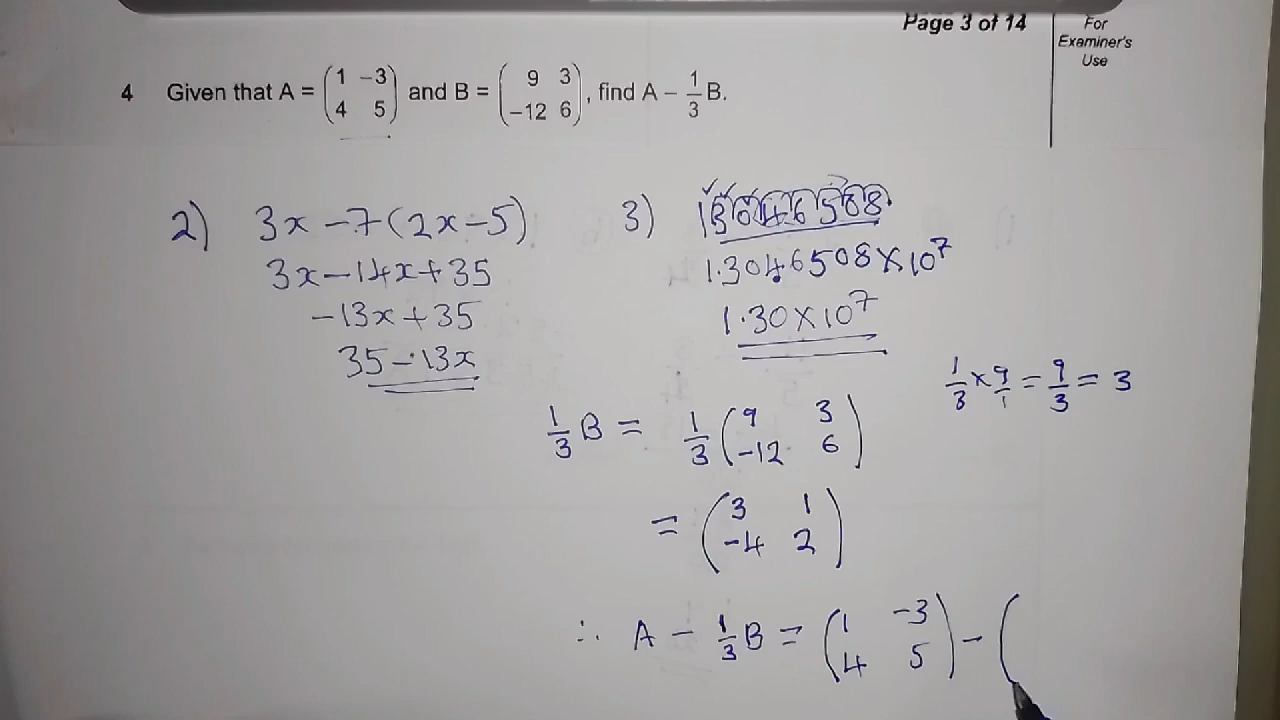 Page 3 of 14
For
Examiner's
Use
4 Given that A = (1 −3 4 5) and B = (9 3 −12 6), find A − 1/3 B.
2) 3x − 7(2x − 5)
3x − 14x + 35
−13x + 35
35 − 13x
3)
1.3046508 × 10^7
1.30 × 10^7
1/3 × 9/1 = 9/3 = 3
1/3 B = 1/3 (9 3 −12 6)
= (3 1 −4 2)
∴ A − 1/3 B = (1 −3 4 5) − (